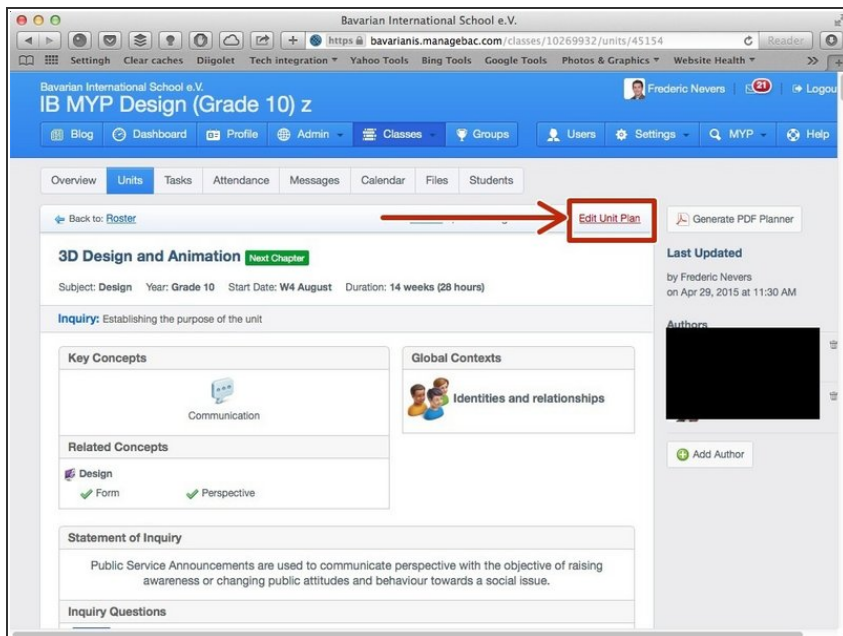 Bavarian International School e.V.
https bavarianis.managebac.com/classes/10269932/units/45154
Reader
Settingh Clear caches Diigolet Tech integration Yahoo Tools Bing Tools Google Tools Photos & Graphics Website Health
Bavarian International School e.V.
Frederic Nevers 21 Logou
IB MYP Design (Grade 10) z
Blog Dashboard Profile Admin Classes Groups Users Settings MYP Help
Overview Units Tasks Attendance Messages Calendar Files Students
Back to: Roster Edit Unit Plan Generate PDF Planner
3D Design and Animation Next Chapter
Last Updated
by Frederic Nevers
on Apr 29, 2015 at 11:30 AM
Subject: Design Year: Grade 10 Start Date: W4 August Duration: 14 weeks (28 hours)
Inquiry: Establishing the purpose of the unit
Authors
Key Concepts Global Contexts
Communication
Identities and relationships
Related Concepts
Design
Form Perspective
Add Author
Statement of Inquiry
Public Service Announcements are used to communicate perspective with the objective of raising
awareness or changing public attitudes and behaviour towards a social issue.
Inquiry Questions